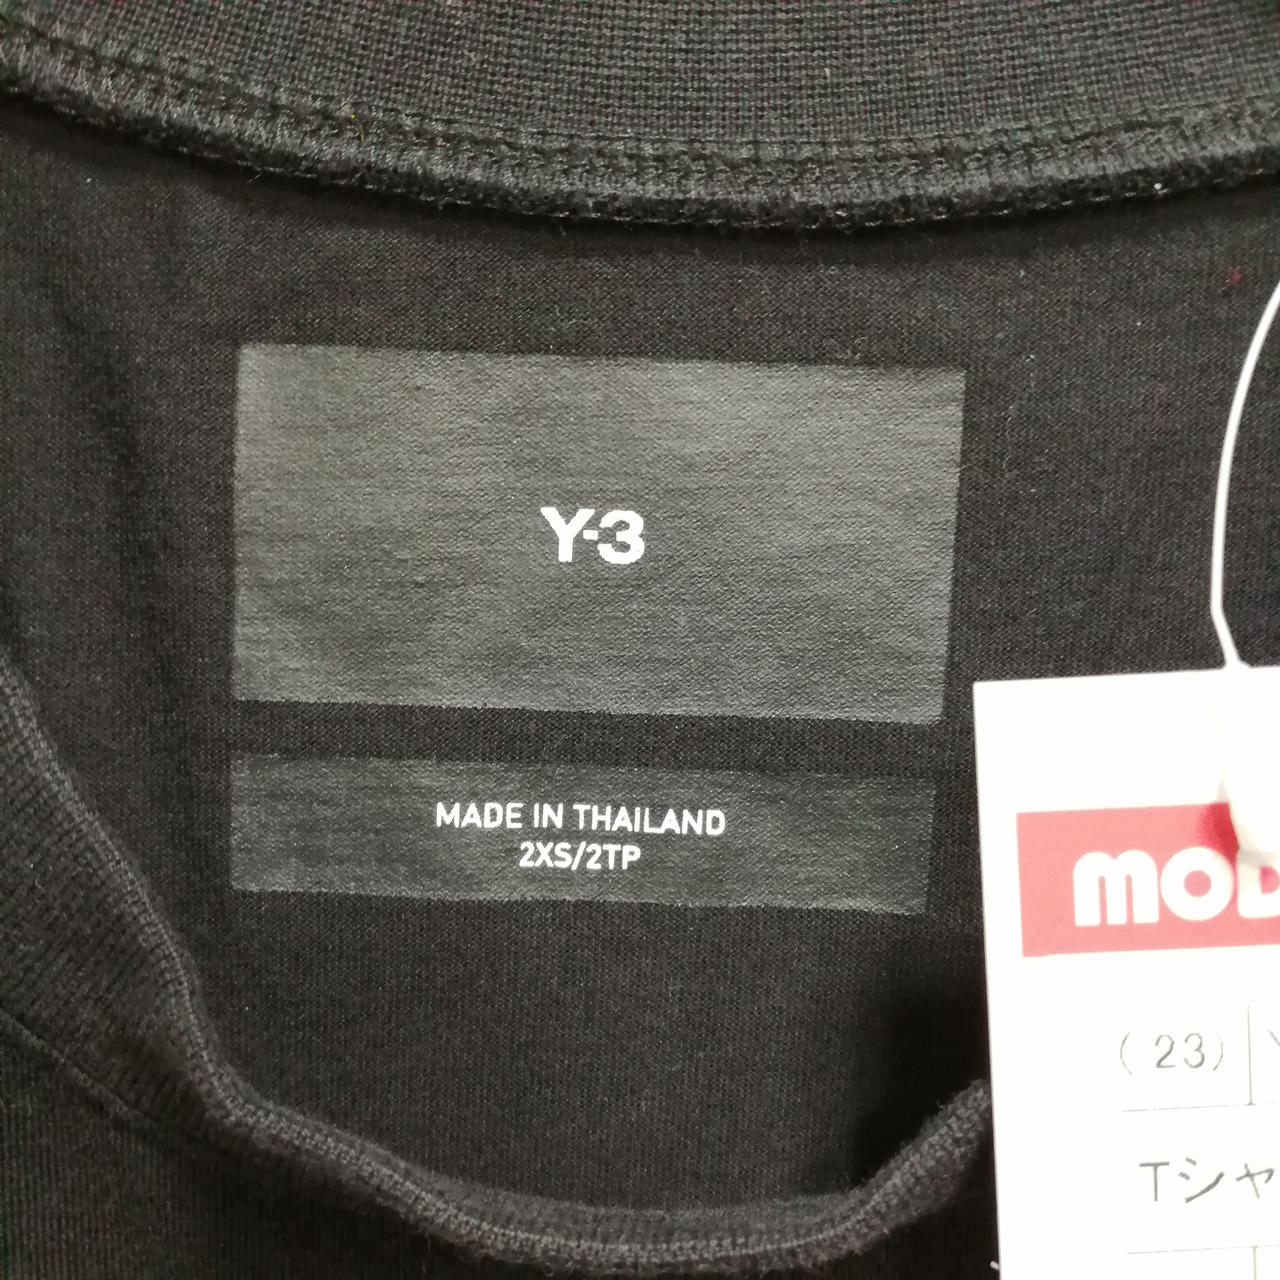 Y-3
MADE IN THAILAND
2XS/2TP
MOD
(23)
Tシャ